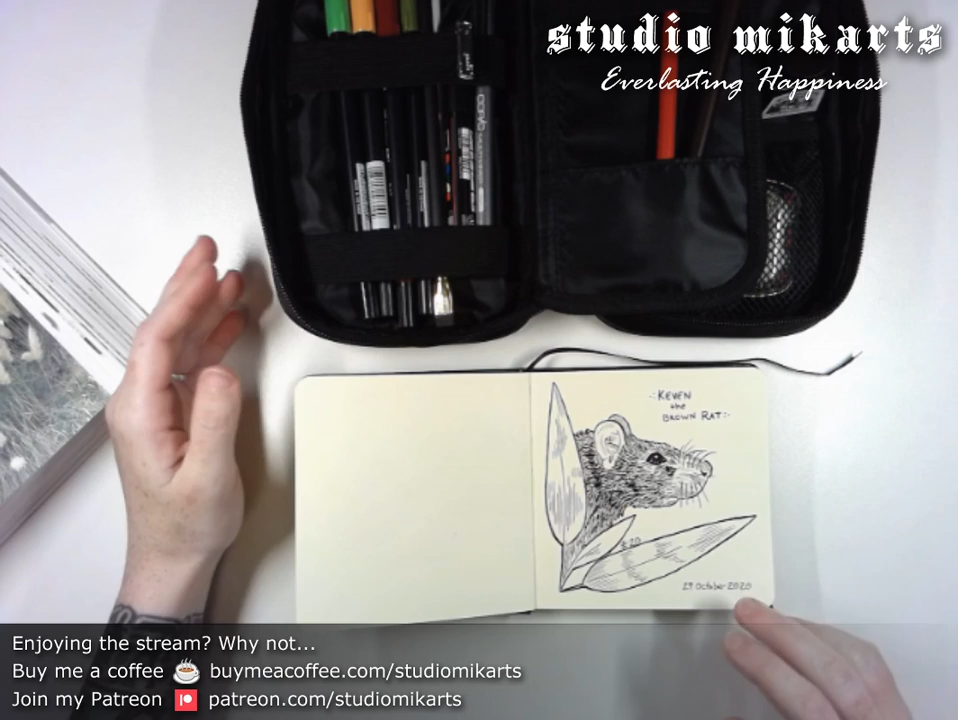 studio mikarts
Everlasting Happiness
copic
·:KEVEN
the
BROWN RAT:·
29 October 2020
Enjoying the stream? Why not...
Buy me a coffee buymeacoffee.com/studiomikarts
Join my Patreon patreon.com/studiomikarts